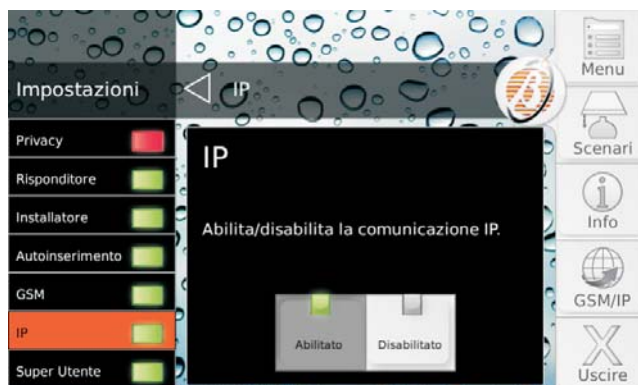 Impostazioni
IP
Menu
Privacy
Risponditore
Installatore
Autoinserimento
GSM
IP
Super Utente
IP
Abilita/disabilita la comunicazione IP.
Abilitato
Disabilitato
Scenari
Info
GSM/IP
Uscire